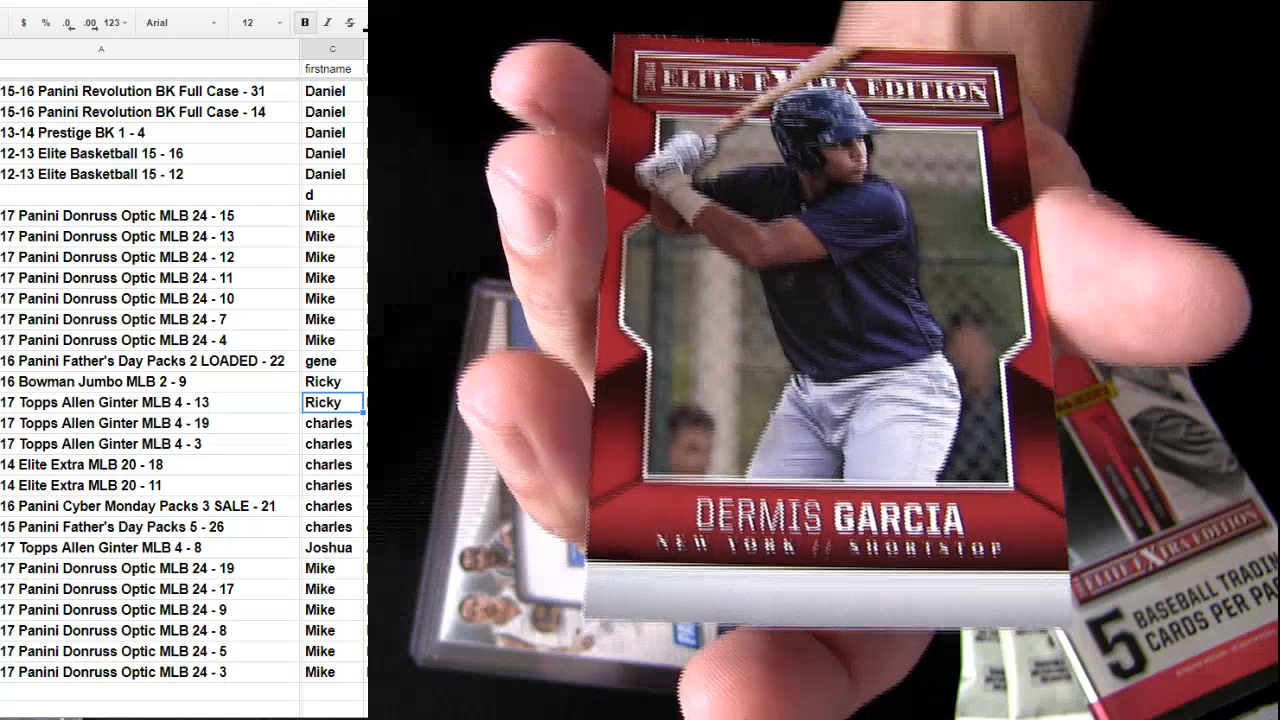 $ % .0 .00 123 Arial 12 B I S
A C
firstname
15-16 Panini Revolution BK Full Case - 31 Daniel
15-16 Panini Revolution BK Full Case - 14 Daniel
13-14 Prestige BK 1 - 4 Daniel
12-13 Elite Basketball 15 - 16 Daniel
12-13 Elite Basketball 15 - 12 Daniel
d
17 Panini Donruss Optic MLB 24 - 15 Mike
17 Panini Donruss Optic MLB 24 - 13 Mike
17 Panini Donruss Optic MLB 24 - 12 Mike
17 Panini Donruss Optic MLB 24 - 11 Mike
17 Panini Donruss Optic MLB 24 - 10 Mike
17 Panini Donruss Optic MLB 24 - 7 Mike
17 Panini Donruss Optic MLB 24 - 4 Mike
16 Panini Father's Day Packs 2 LOADED - 22 gene
16 Bowman Jumbo MLB 2 - 9 Ricky
17 Topps Allen Ginter MLB 4 - 13 Ricky
17 Topps Allen Ginter MLB 4 - 19 charles
17 Topps Allen Ginter MLB 4 - 3 charles
14 Elite Extra MLB 20 - 18 charles
14 Elite Extra MLB 20 - 11 charles
16 Panini Cyber Monday Packs 3 SALE - 21 charles
15 Panini Father's Day Packs 5 - 26 charles
17 Topps Allen Ginter MLB 4 - 8 Joshua
17 Panini Donruss Optic MLB 24 - 19 Mike
17 Panini Donruss Optic MLB 24 - 17 Mike
17 Panini Donruss Optic MLB 24 - 9 Mike
17 Panini Donruss Optic MLB 24 - 8 Mike
17 Panini Donruss Optic MLB 24 - 5 Mike
17 Panini Donruss Optic MLB 24 - 3 Mike
ELITE EXTRA EDITION
DERMIS GARCIA
NEW YORK // SHORTSTOP
PANINI
ELITE EXTRA EDITION
5 BASEBALL TRADIN
CARDS PER PA